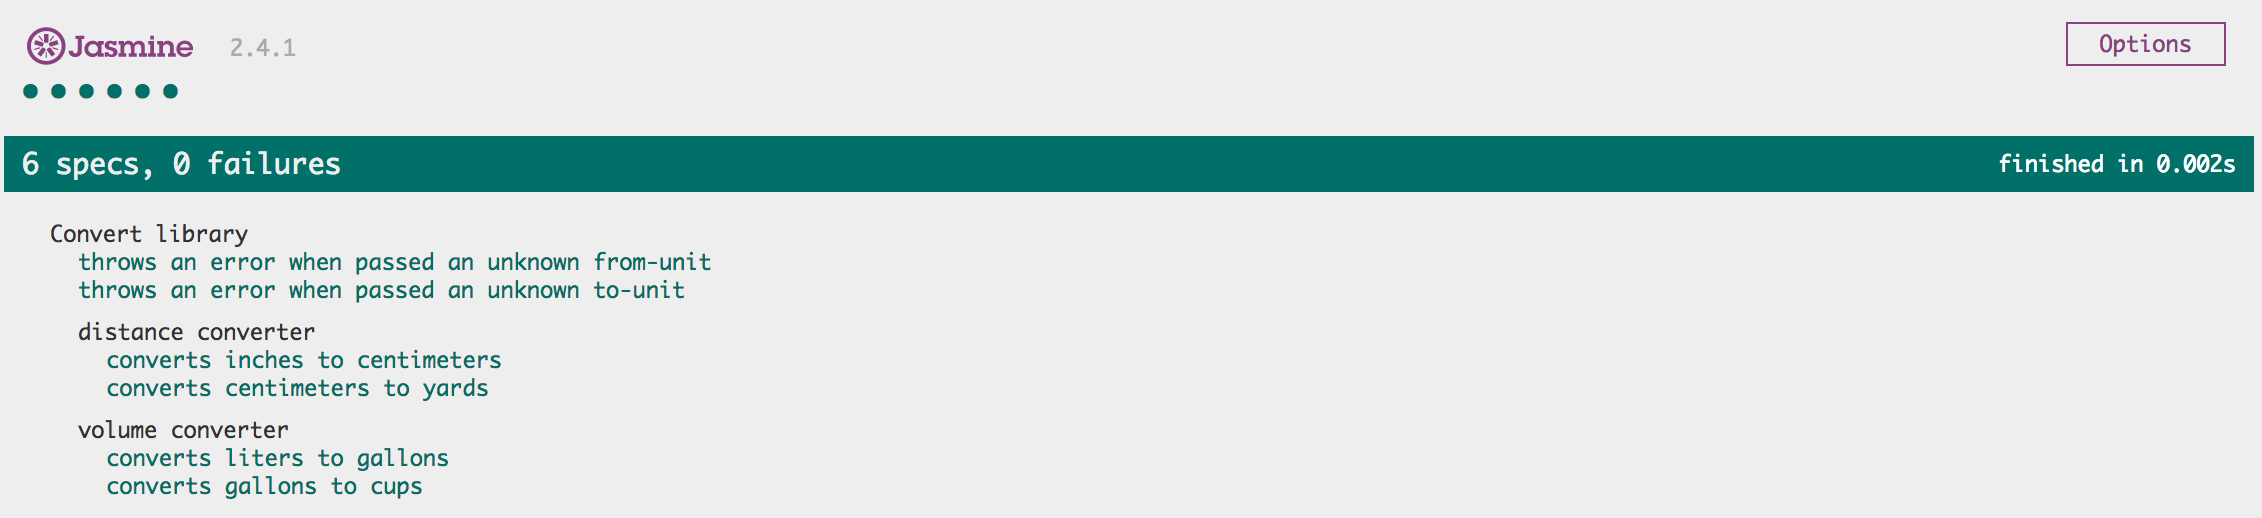 Jasmine 2.4.1 Options
6 specs, 0 failures finished in 0.002s
Convert library
throws an error when passed an unknown from-unit
throws an error when passed an unknown to-unit
distance converter
converts inches to centimeters
converts centimeters to yards
volume converter
converts liters to gallons
converts gallons to cups